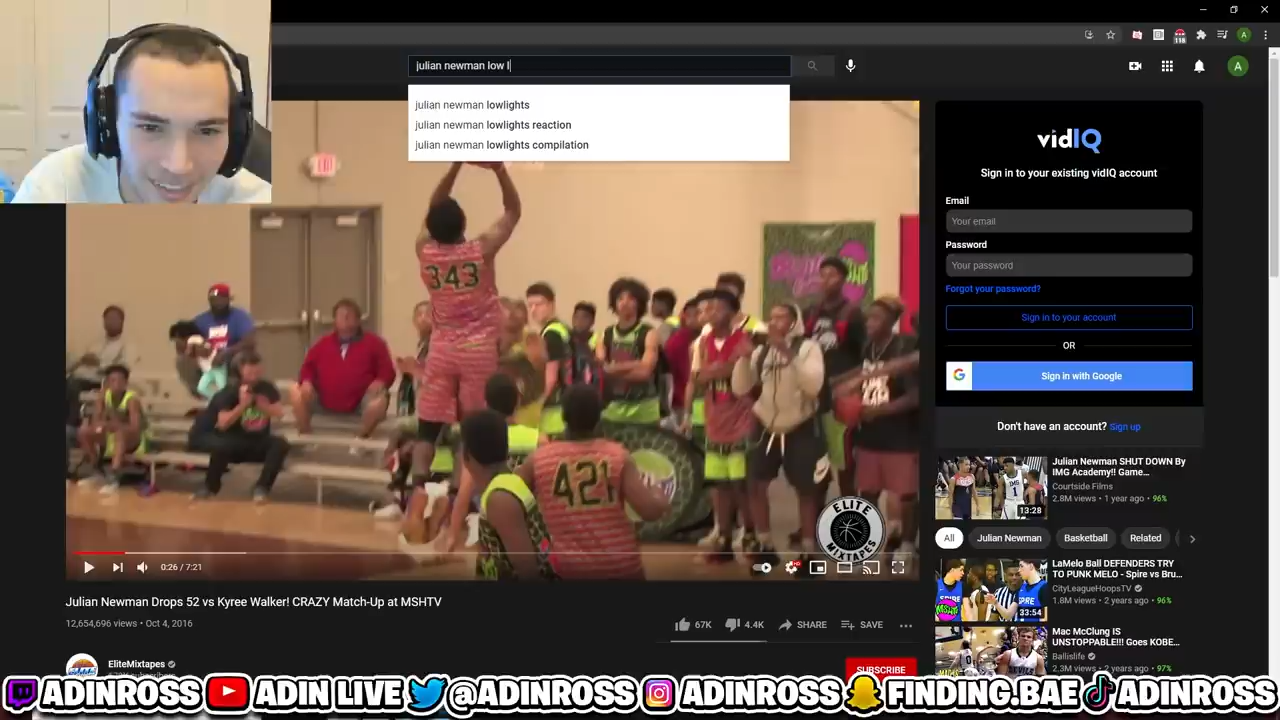 julian newman low l
A
julian newman lowlights
julian newman lowlights reaction
julian newman lowlights compilation
343
421
ELITE
MIXTAPES
0:26 / 7:21
Julian Newman Drops 52 vs Kyree Walker! CRAZY Match-Up at MSHTV
12,654,696 views • Oct 4, 2016
67K
4.4K
SHARE
SAVE
EliteMixtapes
SUBSCRIBE
vidIQ
Sign in to your existing vidIQ account
Email
Your email
Password
Your password
Forgot your password?
Sign in to your account
OR
G
Sign in with Google
Don't have an account? Sign up
Julian Newman SHUT DOWN By
IMG Academy!! Game...
Courtside Films
2.8M views • 1 year ago • 96%
13:28
All
Julian Newman
Basketball
Related
LaMelo Ball DEFENDERS TRY
TO PUNK MELO - Spire vs Bru...
CityLeagueHoopsTV
1.8M views • 2 years ago • 96%
33:54
Mac McClung IS
UNSTOPPABLE!!! Goes KOBE...
Ballislife
2.3M views • 2 years ago • 97%
ADINROSS ADIN LIVE @ADINROSS ADINROSS FINDING.BAE ADINROSS